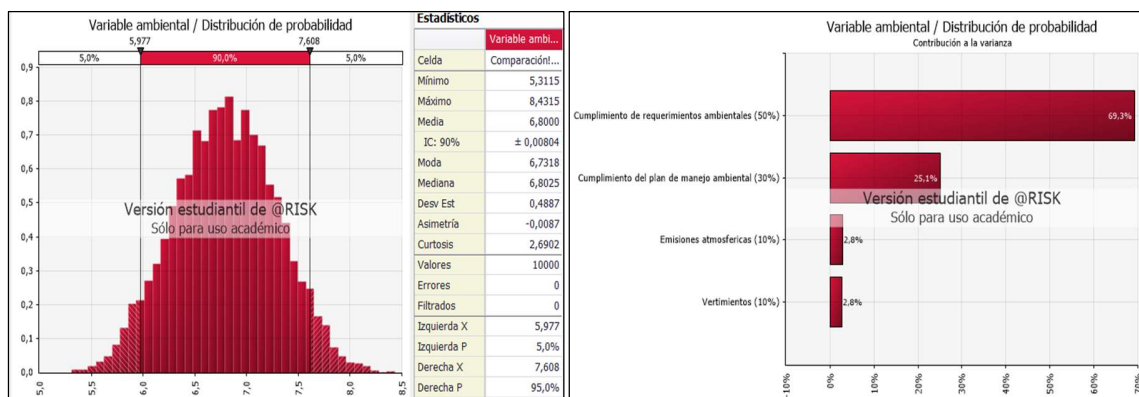 Variable ambiental / Distribución de probabilidad
5,977
7,608
5,0%
90,0%
5,0%
0,9
0,8
0,7
0,6
0,5
0,4
0,3
0,2
0,1
0,0
5,0
5,5
6,0
6,5
7,0
7,5
8,0
8,5
Versión estudiantil de @RISK
Sólo para uso académico
Estadísticos
Variable ambi...
Celda Comparación!...
Mínimo 5,3115
Máximo 8,4315
Media 6,8000
IC: 90% ± 0,00804
Moda 6,7318
Mediana 6,8025
Desv Est 0,4887
Asimetría -0,0087
Curtosis 2,6902
Valores 10000
Errores 0
Filtrados 0
Izquierda X 5,977
Izquierda P 5,0%
Derecha X 7,608
Derecha P 95,0%
Variable ambiental / Distribución de probabilidad
Contribución a la varianza
Cumplimiento de requerimientos ambientales (50%)
69,3%
Cumplimiento del plan de manejo ambiental (30%)
25,1%
Versión estudiantil de @RISK
Sólo para uso académico
Emisiones atmosfericas (10%)
2,8%
Vertimientos (10%)
2,8%
-10%
0%
10%
20%
30%
40%
50%
60%
70%